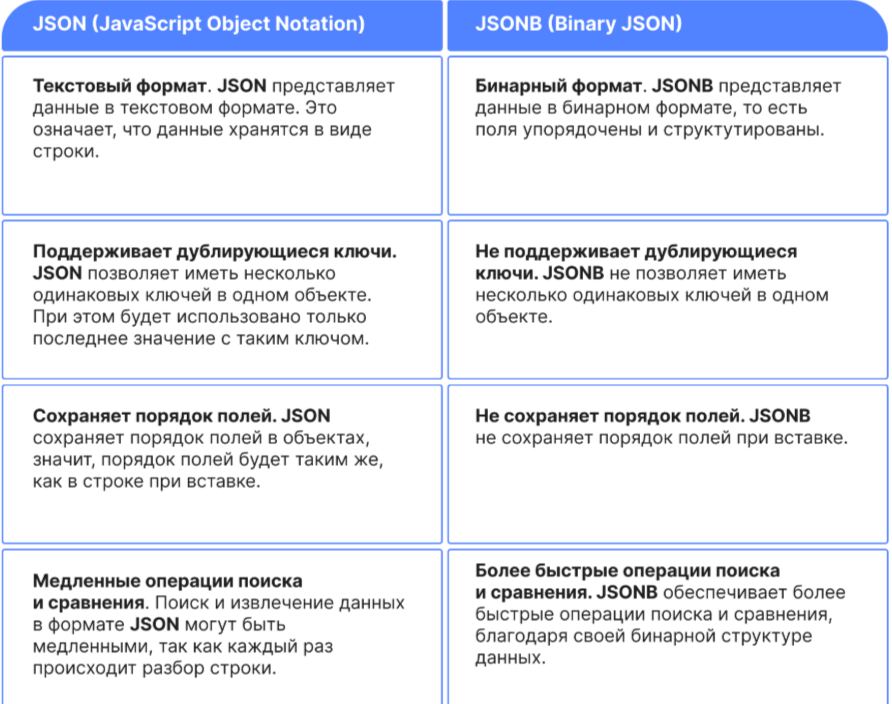 JSON (JavaScript Object Notation)
JSONB (Binary JSON)
Текстовый формат. JSON представляет
данные в текстовом формате. Это
означает, что данные хранятся в виде
строки.
Бинарный формат. JSONB представляет
данные в бинарном формате, то есть
поля упорядочены и структутированы.
Поддерживает дублирующиеся ключи.
JSON позволяет иметь несколько
одинаковых ключей в одном объекте.
При этом будет использовано только
последнее значение с таким ключом.
Не поддерживает дублирующиеся
ключи. JSONB не позволяет иметь
несколько одинаковых ключей в одном
объекте.
Сохраняет порядок полей. JSON
сохраняет порядок полей в объектах,
значит, порядок полей будет таким же,
как в строке при вставке.
Не сохраняет порядок полей. JSONB
не сохраняет порядок полей при вставке.
Медленные операции поиска
и сравнения. Поиск и извлечение данных
в формате JSON могут быть
медленными, так как каждый раз
происходит разбор строки.
Более быстрые операции поиска
и сравнения. JSONB обеспечивает более
быстрые операции поиска и сравнения,
благодаря своей бинарной структуре
данных.